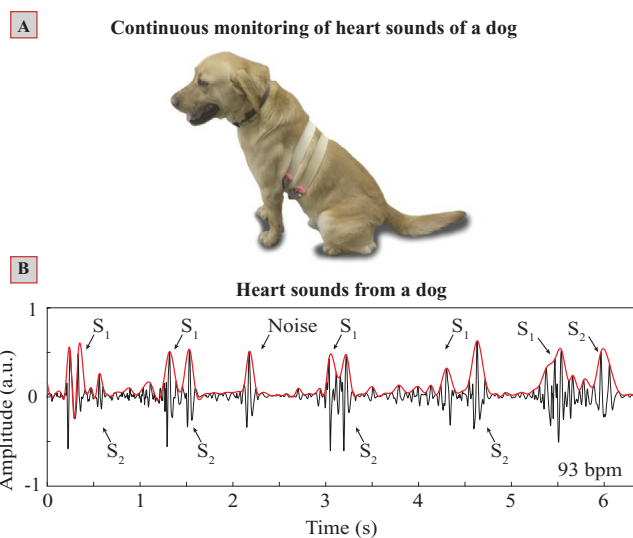 A
Continuous monitoring of heart sounds of a dog
B
Heart sounds from a dog
1
S₁
S₁
Noise
S₁
S₁
S₁
S₂
Amplitude (a.u.)
0
S₂
S₂
S₂
S₂
93 bpm
-1
0
1
2
3
4
5
6
Time (s)